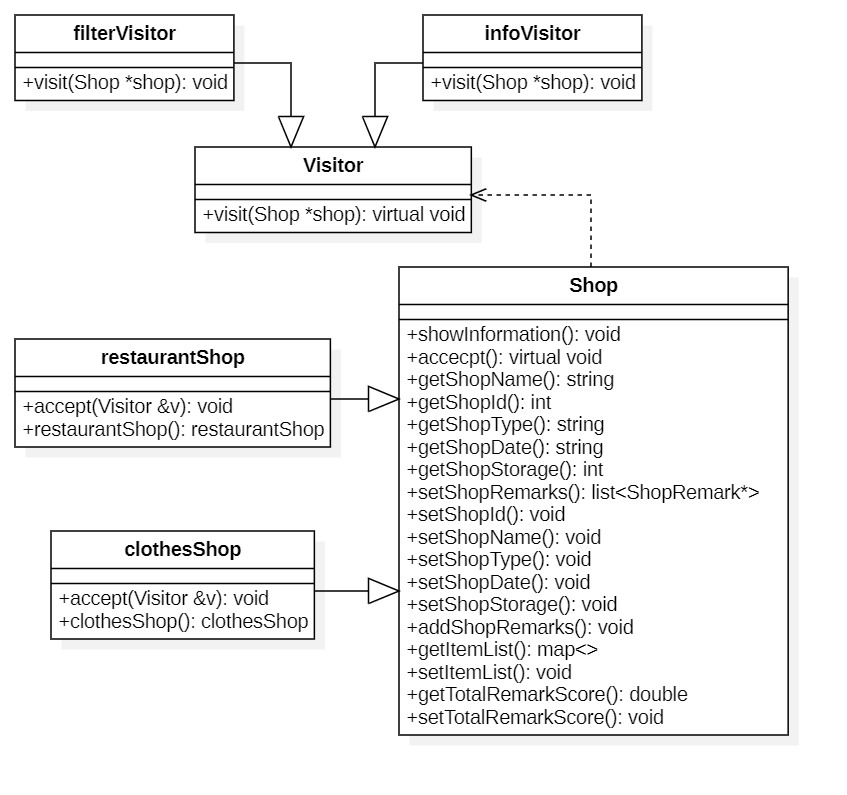 filterVisitor
+visit(Shop *shop): void
infoVisitor
+visit(Shop *shop): void
Visitor
+visit(Shop *shop): virtual void
Shop
+showInformation(): void
+accecpt(): virtual void
+getShopName(): string
+getShopId(): int
+getShopType(): string
+getShopDate(): string
+getShopStorage(): int
+setShopRemarks(): list<ShopRemark*>
+setShopId(): void
+setShopName(): void
+setShopType(): void
+setShopDate(): void
+setShopStorage(): void
+addShopRemarks(): void
+getItemList(): map<>
+setItemList(): void
+getTotalRemarkScore(): double
+setTotalRemarkScore(): void
restaurantShop
+accept(Visitor &v): void
+restaurantShop(): restaurantShop
clothesShop
+accept(Visitor &v): void
+clothesShop(): clothesShop